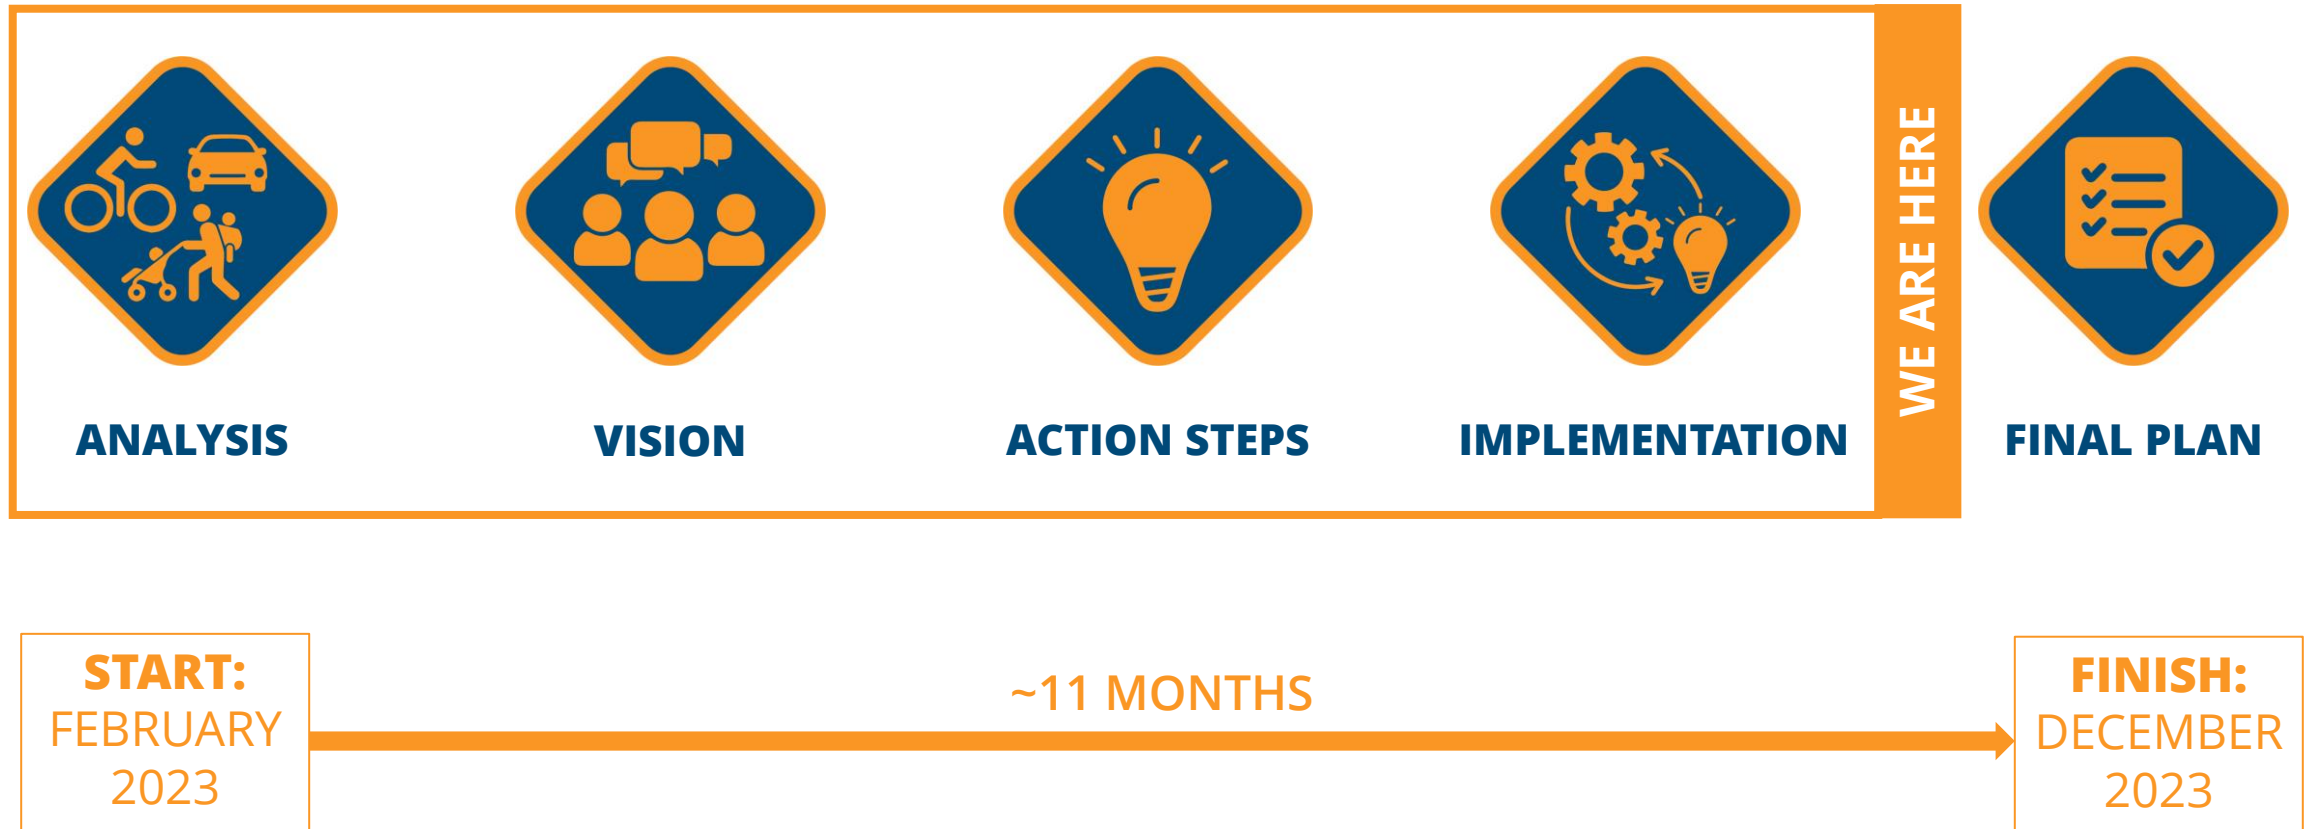 ANALYSIS
VISION
ACTION STEPS
IMPLEMENTATION
WE ARE HERE
FINAL PLAN
START:
FEBRUARY
2023
~11 MONTHS
FINISH:
DECEMBER
2023